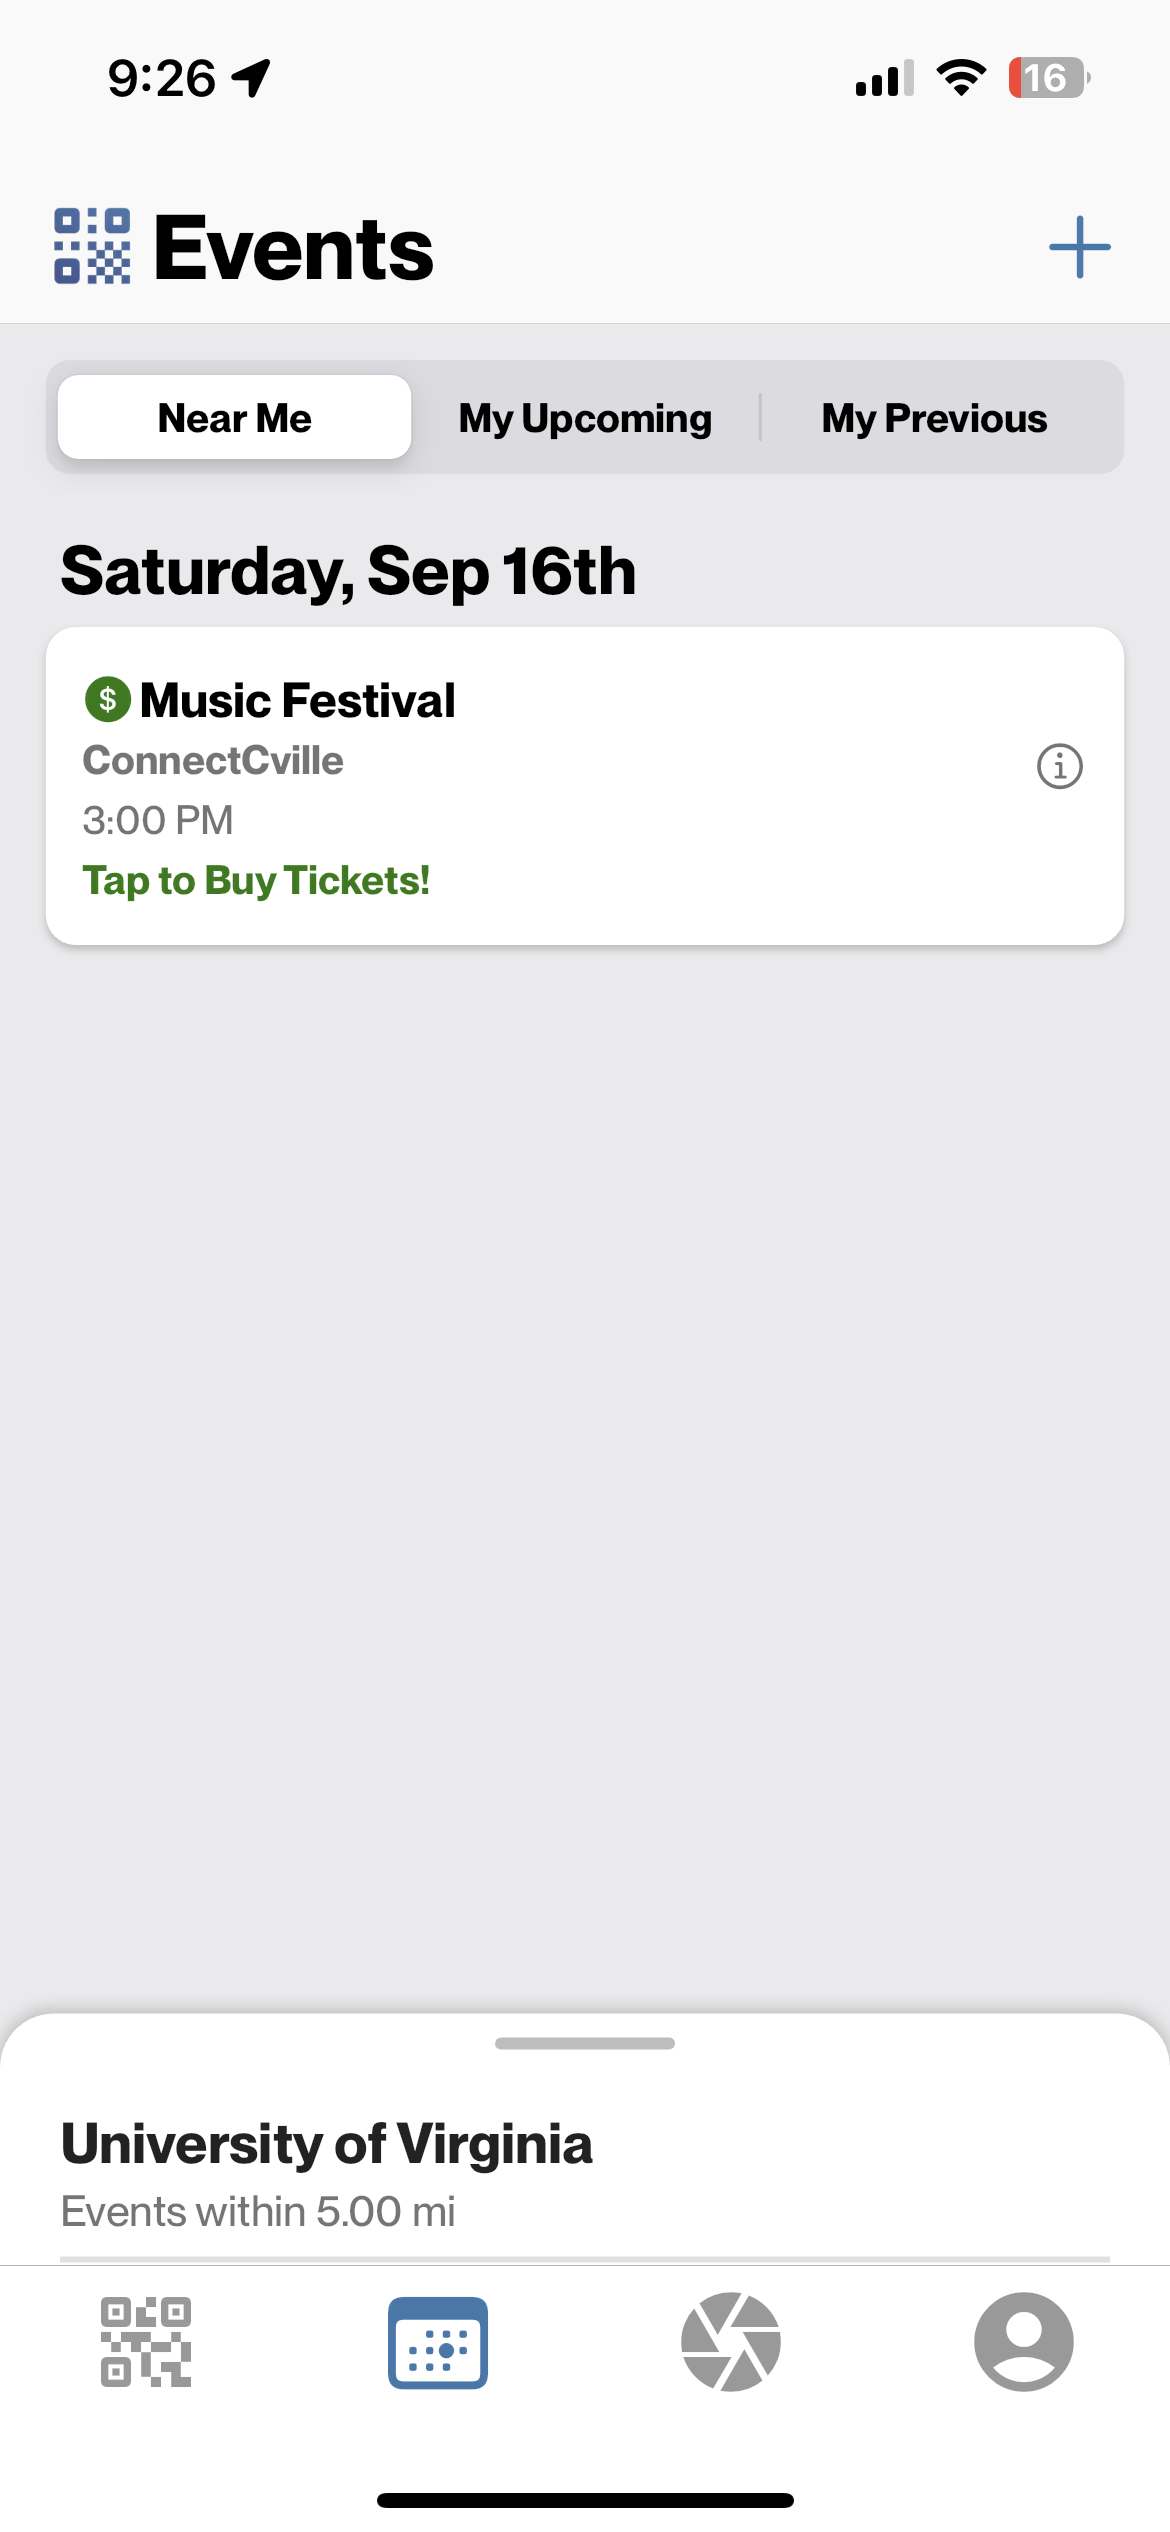 9:26
16
Events
Near Me
My Upcoming
My Previous
Saturday, Sep 16th
$ Music Festival
ConnectCville
3:00 PM
Tap to Buy Tickets!
University of Virginia
Events within 5.00 mi